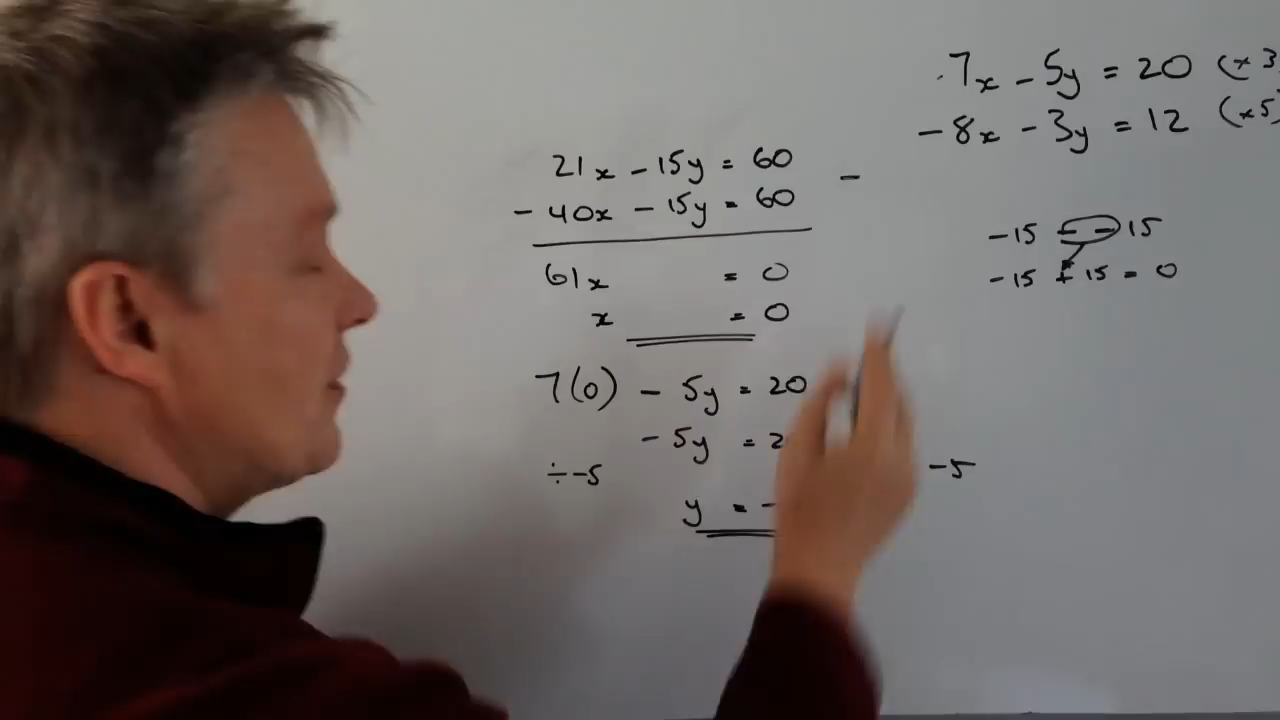 7x - 5y = 20 (x 3
- 8x - 3y = 12 (x5)
21x - 15y = 60 -
- 40x - 15y = 60
61x = 0
x = 0
- 15 - - 15
- 15 + 15 = 0
7(0) - 5y = 20
- 5y = 2
÷ -5 -5
y = -